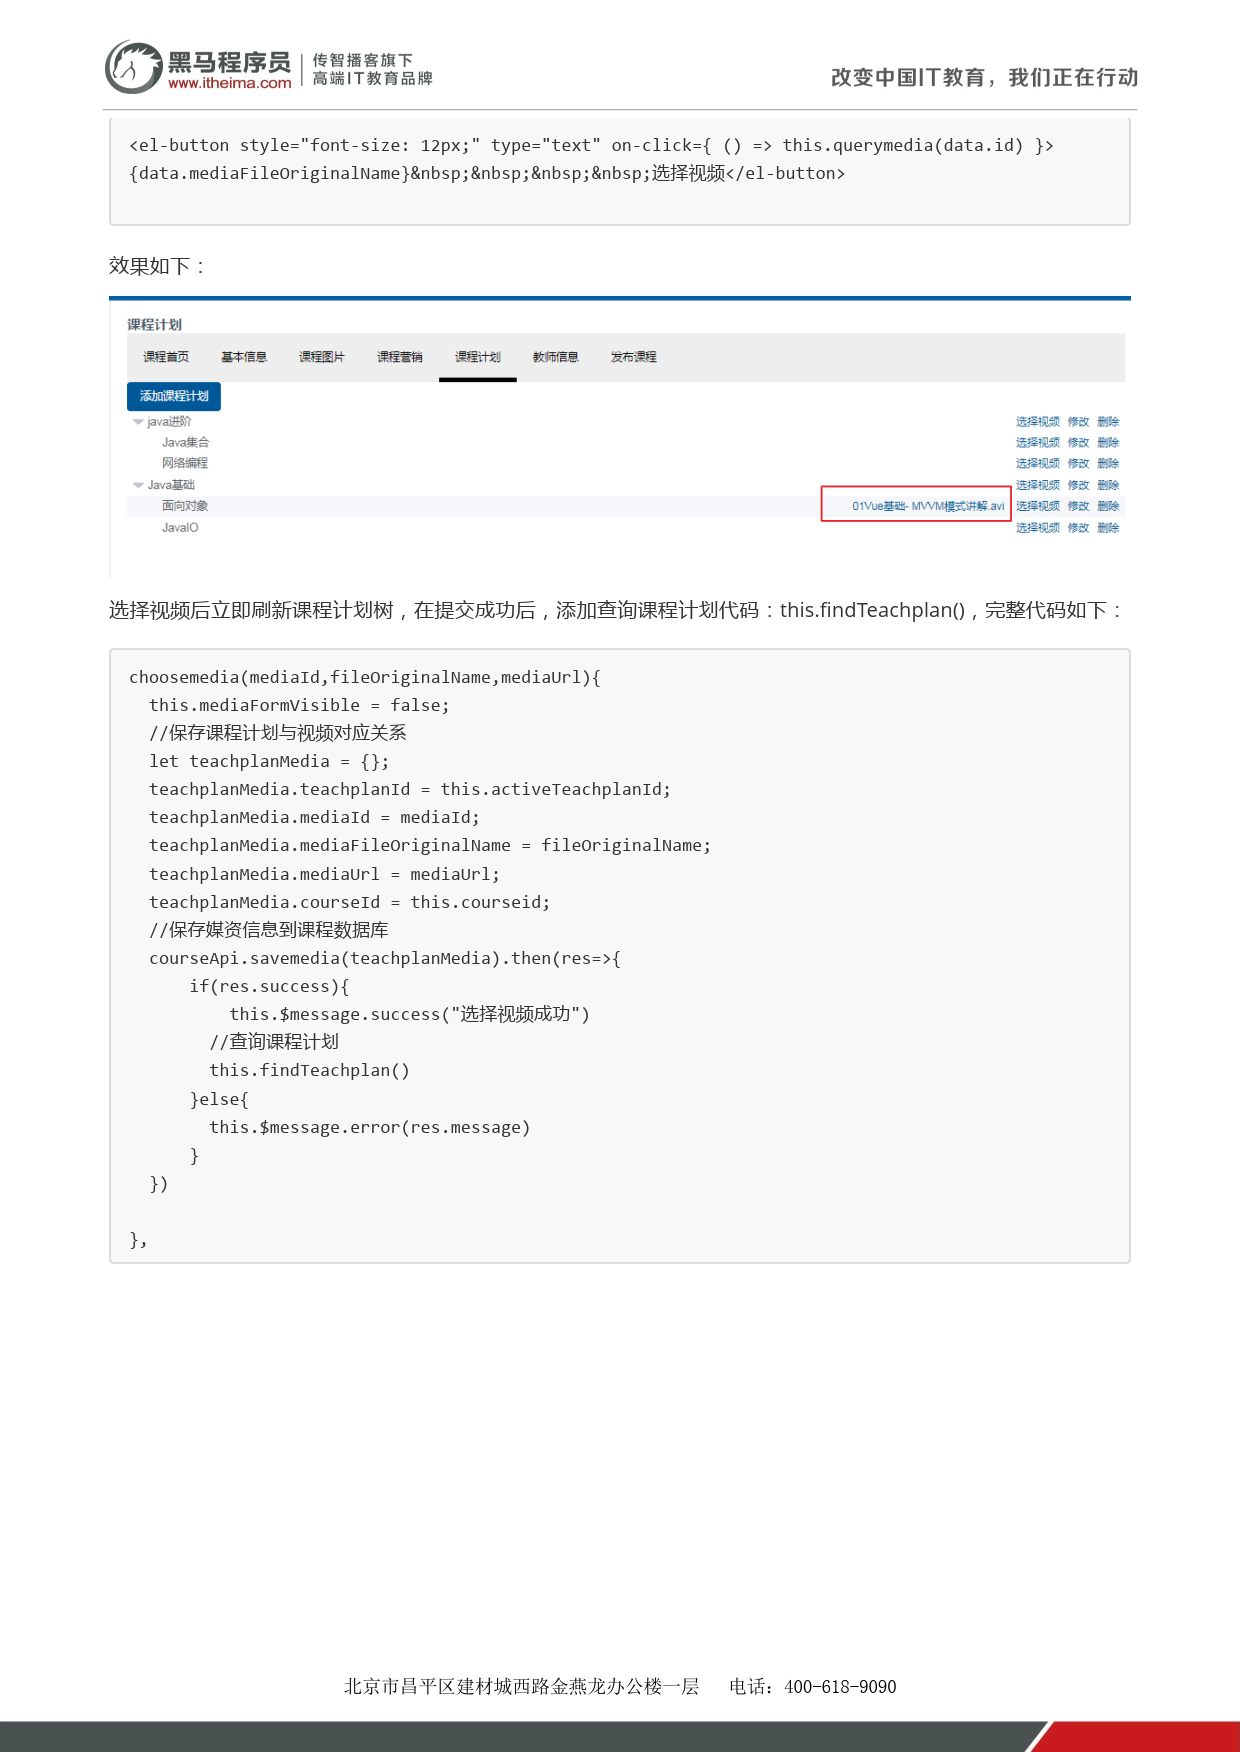 黑马程序员
www.itheima.com
传智播客旗下
高端IT教育品牌
改变中国IT教育，我们正在行动
<el-button style="font-size: 12px;" type="text" on-click={ () => this.querymedia(data.id) }>
{data.mediaFileOriginalName}&nbsp;&nbsp;&nbsp;&nbsp;选择视频</el-button>
效果如下：
课程计划
课程首页 基本信息 课程图片 课程营销 课程计划 教师信息 发布课程
添加课程计划
java进阶 选择视频 修改 删除
Java集合 选择视频 修改 删除
网络编程 选择视频 修改 删除
Java基础 选择视频 修改 删除
面向对象 01Vue基础- MVVM模式讲解.avi 选择视频 修改 删除
JavaIO 选择视频 修改 删除
选择视频后立即刷新课程计划树，在提交成功后，添加查询课程计划代码：this.findTeachplan()，完整代码如下：
choosemedia(mediaId,fileOriginalName,mediaUrl){
  this.mediaFormVisible = false;
  //保存课程计划与视频对应关系
  let teachplanMedia = {};
  teachplanMedia.teachplanId = this.activeTeachplanId;
  teachplanMedia.mediaId = mediaId;
  teachplanMedia.mediaFileOriginalName = fileOriginalName;
  teachplanMedia.mediaUrl = mediaUrl;
  teachplanMedia.courseId = this.courseid;
  //保存媒资信息到课程数据库
  courseApi.savemedia(teachplanMedia).then(res=>{
      if(res.success){
          this.$message.success("选择视频成功")
        //查询课程计划
        this.findTeachplan()
      }else{
        this.$message.error(res.message)
      }
  })
},
北京市昌平区建材城西路金燕龙办公楼一层 电话：400-618-9090